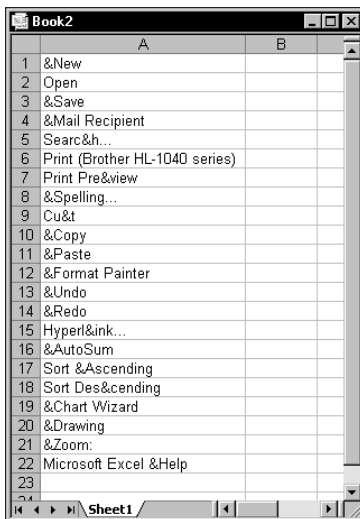 Book2
A B
1 &New
2 Open
3 &Save
4 &Mail Recipient
5 Searc&h...
6 Print (Brother HL-1040 series)
7 Print Pre&view
8 &Spelling...
9 Cu&t
10 &Copy
11 &Paste
12 &Format Painter
13 &Undo
14 &Redo
15 Hyperl&ink...
16 &AutoSum
17 Sort &Ascending
18 Sort Des&cending
19 &Chart Wizard
20 &Drawing
21 &Zoom:
22 Microsoft Excel &Help
23
24
Sheet1